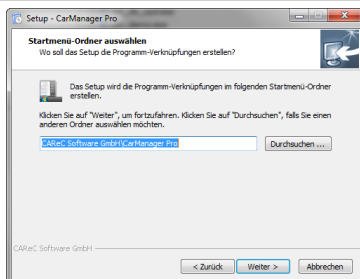 Setup - CarManager Pro
Startmenü-Ordner auswählen
Wo soll das Setup die Programm-Verknüpfungen erstellen?
Das Setup wird die Programm-Verknüpfungen im folgenden Startmenü-Ordner
erstellen.
Klicken Sie auf "Weiter", um fortzufahren. Klicken Sie auf "Durchsuchen", falls Sie einen
anderen Ordner auswählen möchten.
CAReC Software GmbH\CarManager Pro
Durchsuchen ...
CAReC Software GmbH
< Zurück
Weiter >
Abbrechen